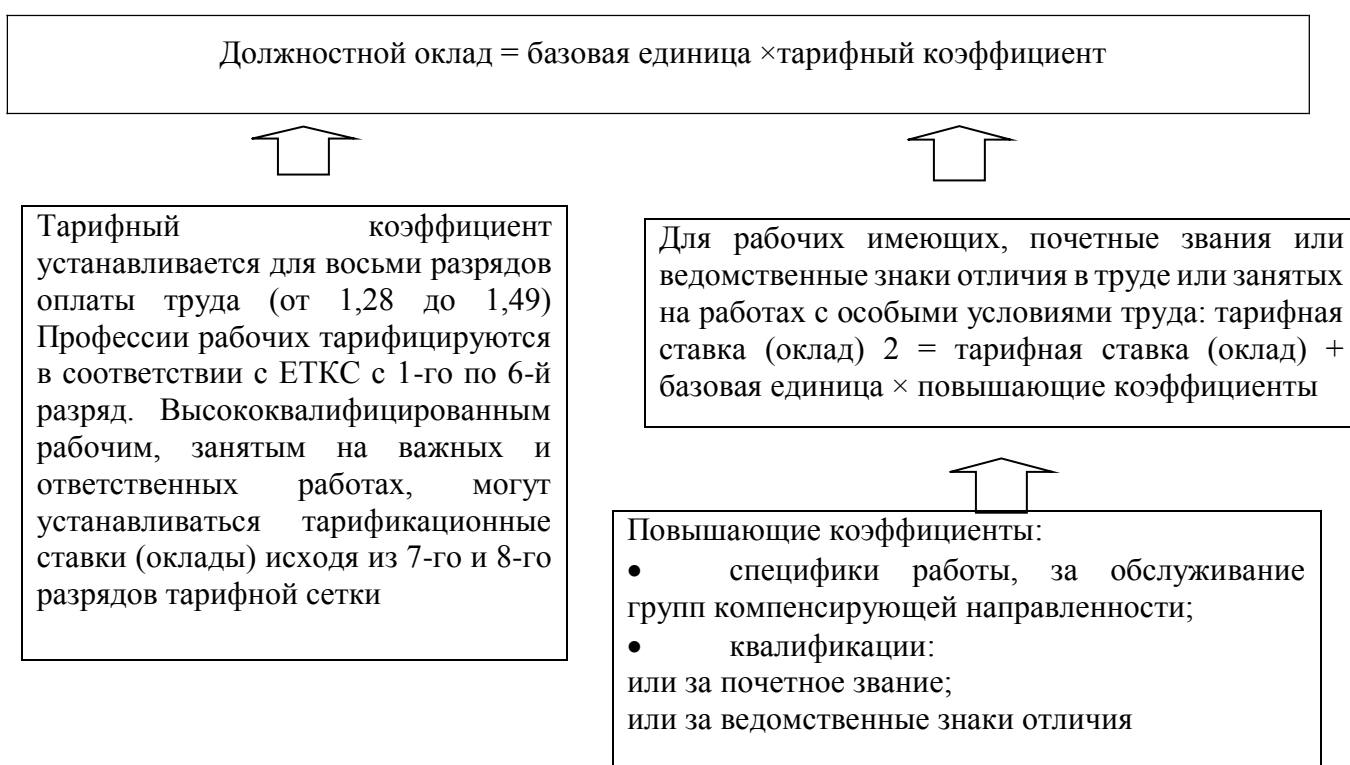 Должностной оклад = базовая единица ×тарифный коэффициент
Тарифный коэффициент
устанавливается для восьми разрядов
оплаты труда (от 1,28 до 1,49)
Профессии рабочих тарифицируются
в соответствии с ЕТКС с 1-го по 6-й
разряд. Высококвалифицированным
рабочим, занятым на важных и
ответственных работах, могут
устанавливаться тарификационные
ставки (оклады) исходя из 7-го и 8-го
разрядов тарифной сетки
Для рабочих имеющих, почетные звания или
ведомственные знаки отличия в труде или занятых
на работах с особыми условиями труда: тарифная
ставка (оклад) 2 = тарифная ставка (оклад) +
базовая единица × повышающие коэффициенты
Повышающие коэффициенты:
• специфики работы, за обслуживание
групп компенсирующей направленности;
• квалификации:
или за почетное звание;
или за ведомственные знаки отличия